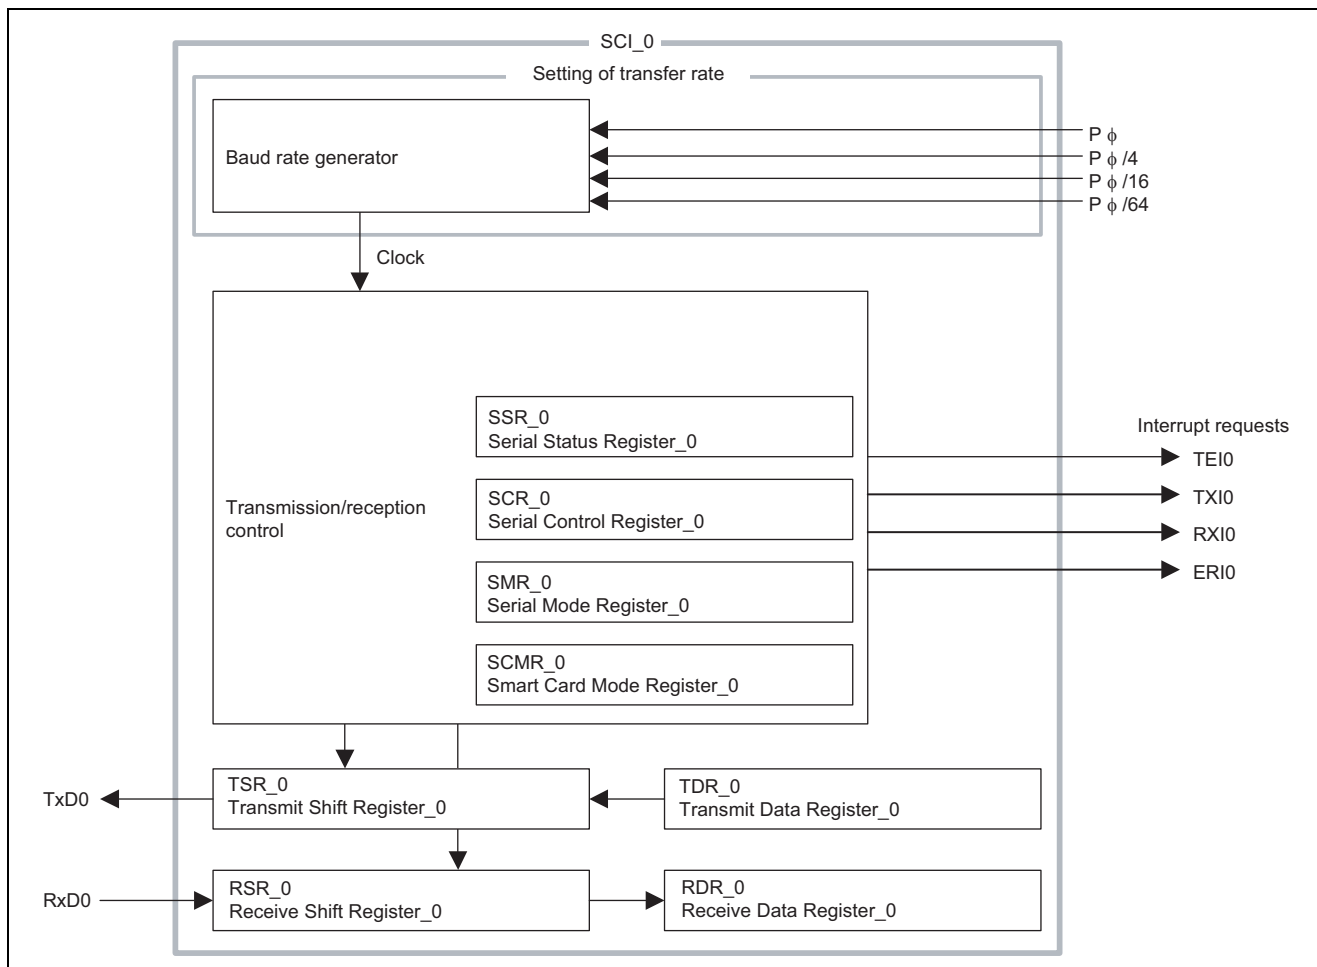 SCI_0
Setting of transfer rate
Baud rate generator
P ϕ
P ϕ /4
P ϕ /16
P ϕ /64
Clock
SSR_0
Serial Status Register_0
Interrupt requests
TEI0
SCR_0
Serial Control Register_0
TXI0
Transmission/reception
control
RXI0
ERI0
SMR_0
Serial Mode Register_0
SCMR_0
Smart Card Mode Register_0
TSR_0
Transmit Shift Register_0
TDR_0
Transmit Data Register_0
TxD0
RxD0
RSR_0
Receive Shift Register_0
RDR_0
Receive Data Register_0